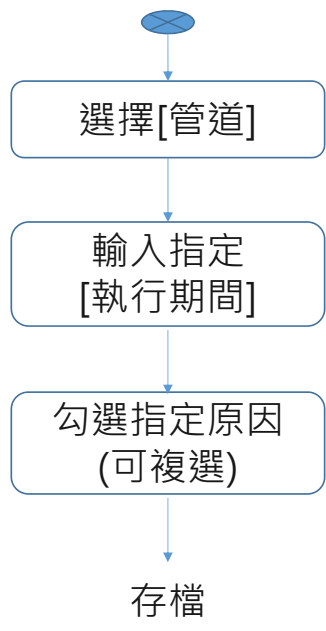 選擇[管道]
輸入指定
[執行期間]
勾選指定原因
(可複選)
存檔